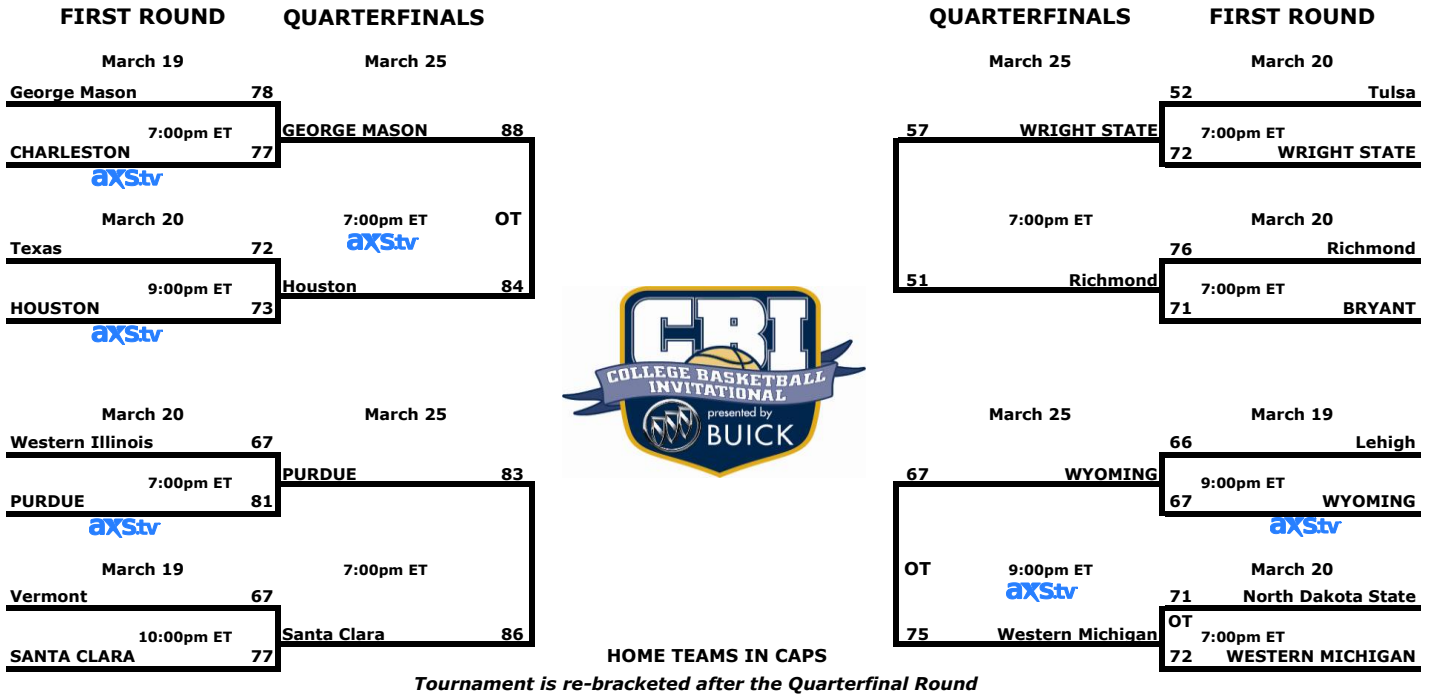 FIRST ROUND QUARTERFINALS QUARTERFINALS FIRST ROUND
March 19 March 25 March 25 March 20
George Mason 78 52 Tulsa
7:00pm ET GEORGE MASON 88 57 WRIGHT STATE 7:00pm ET
CHARLESTON 77 72 WRIGHT STATE
axs.tv
March 20 7:00pm ET OT 7:00pm ET March 20
axs.tv
Texas 72 76 Richmond
9:00pm ET Houston 84 51 Richmond 7:00pm ET
HOUSTON 73 71 BRYANT
axs.tv
CBI
COLLEGE BASKETBALL
INVITATIONAL
presented by
BUICK
March 20 March 25 March 25 March 19
Western Illinois 67 66 Lehigh
7:00pm ET PURDUE 83 67 WYOMING 9:00pm ET
PURDUE 81 67 WYOMING
axs.tv axs.tv
March 19 7:00pm ET OT 9:00pm ET March 20
axs.tv
Vermont 67 71 North Dakota State
OT
10:00pm ET Santa Clara 86 75 Western Michigan 7:00pm ET
SANTA CLARA 77 HOME TEAMS IN CAPS 72 WESTERN MICHIGAN
Tournament is re-bracketed after the Quarterfinal Round